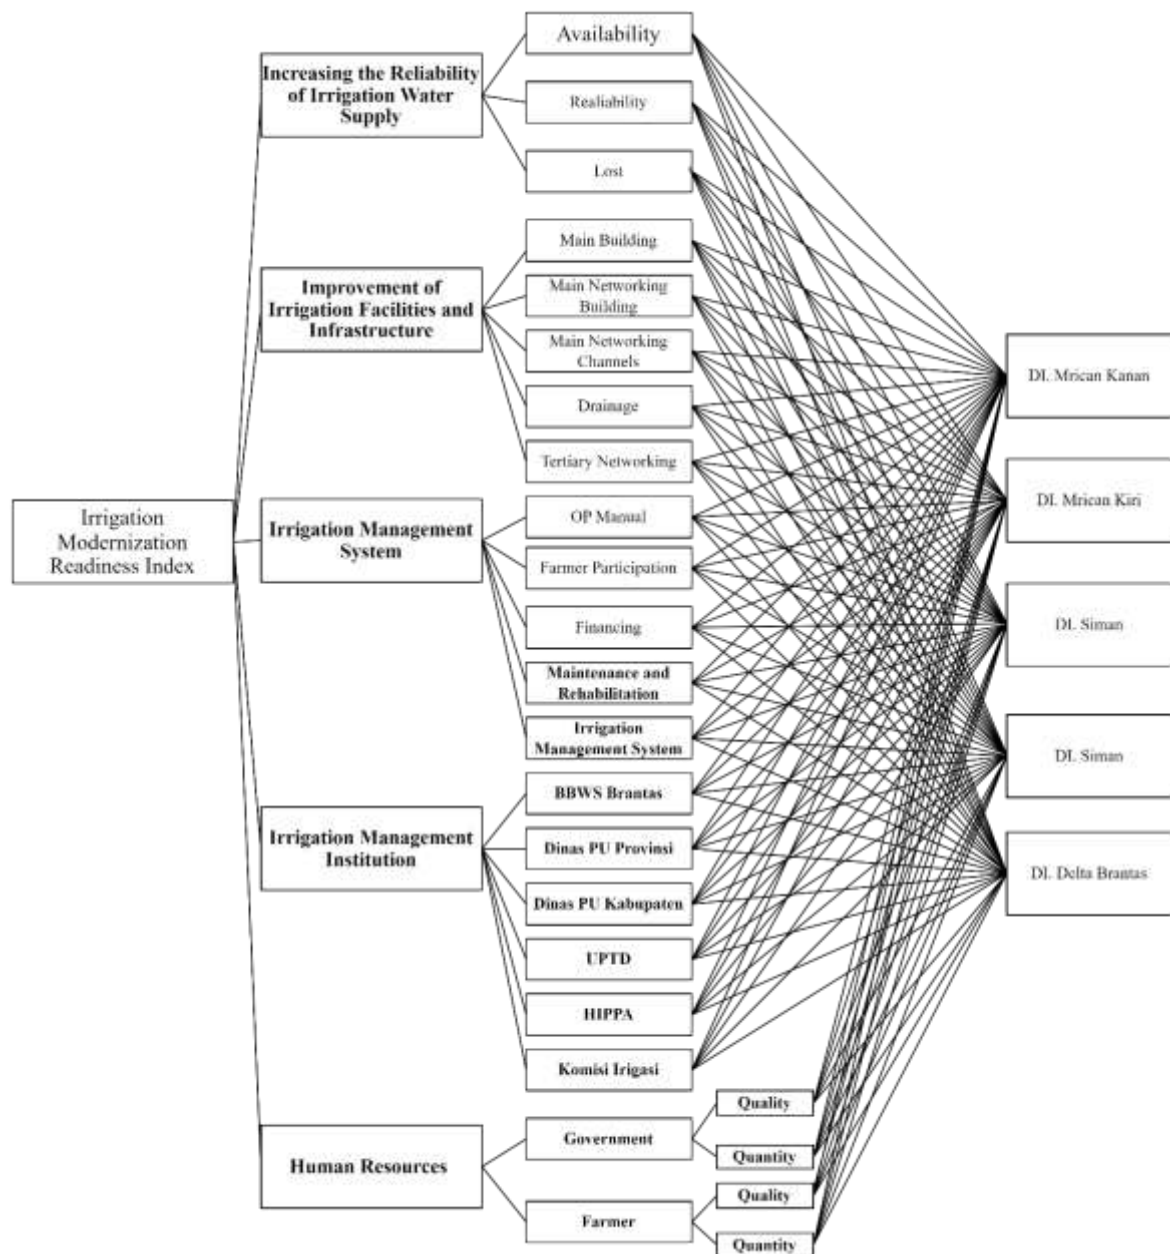 Irrigation
Modernization
Readiness Index
Increasing the Reliability
of Irrigation Water
Supply
Availability
Realiability
Lost
Improvement of
Irrigation Facilities and
Infrastructure
Main Building
Main Networking
Building
Main Networking
Channels
Drainage
Tertiary Networking
Irrigation Management
System
OP Manual
Farmer Participation
Financing
Maintenance and
Rehabilitation
Irrigation
Management System
Irrigation Management
Institution
BBWS Brantas
Dinas PU Provinsi
Dinas PU Kabupaten
UPTD
HIPPA
Komisi Irigasi
Human Resources
Government
Quality
Quantity
Farmer
Quality
Quantity
DI. Mrican Kanan
DI. Mrican Kiri
DI. Siman
DI. Siman
DI. Delta Brantas